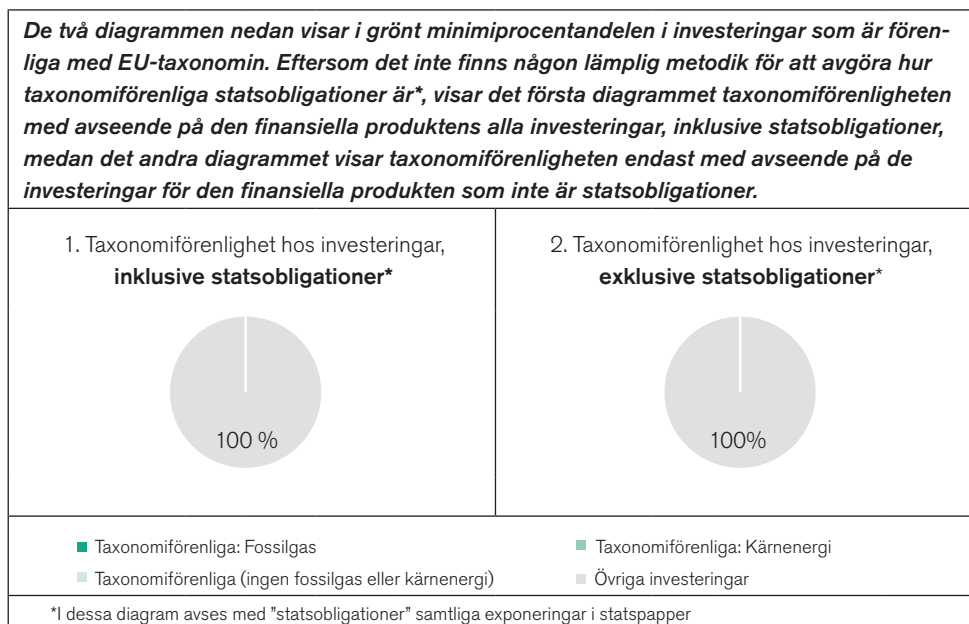 De två diagrammen nedan visar i grönt minimiprocentandelen i investeringar som är fören-
liga med EU-taxonomin. Eftersom det inte finns någon lämplig metodik för att avgöra hur
taxonomiförenliga statsobligationer är*, visar det första diagrammet taxonomiförenligheten
med avseende på den finansiella produktens alla investeringar, inklusive statsobligationer,
medan det andra diagrammet visar taxonomiförenligheten endast med avseende på de
investeringar för den finansiella produkten som inte är statsobligationer.
1. Taxonomiförenlighet hos investeringar,
inklusive statsobligationer*
100 %
2. Taxonomiförenlighet hos investeringar,
exklusive statsobligationer*
100%
Taxonomiförenliga: Fossilgas
Taxonomiförenliga: Kärnenergi
Taxonomiförenliga (ingen fossilgas eller kärnenergi)
Övriga investeringar
*I dessa diagram avses med ”statsobligationer” samtliga exponeringar i statspapper